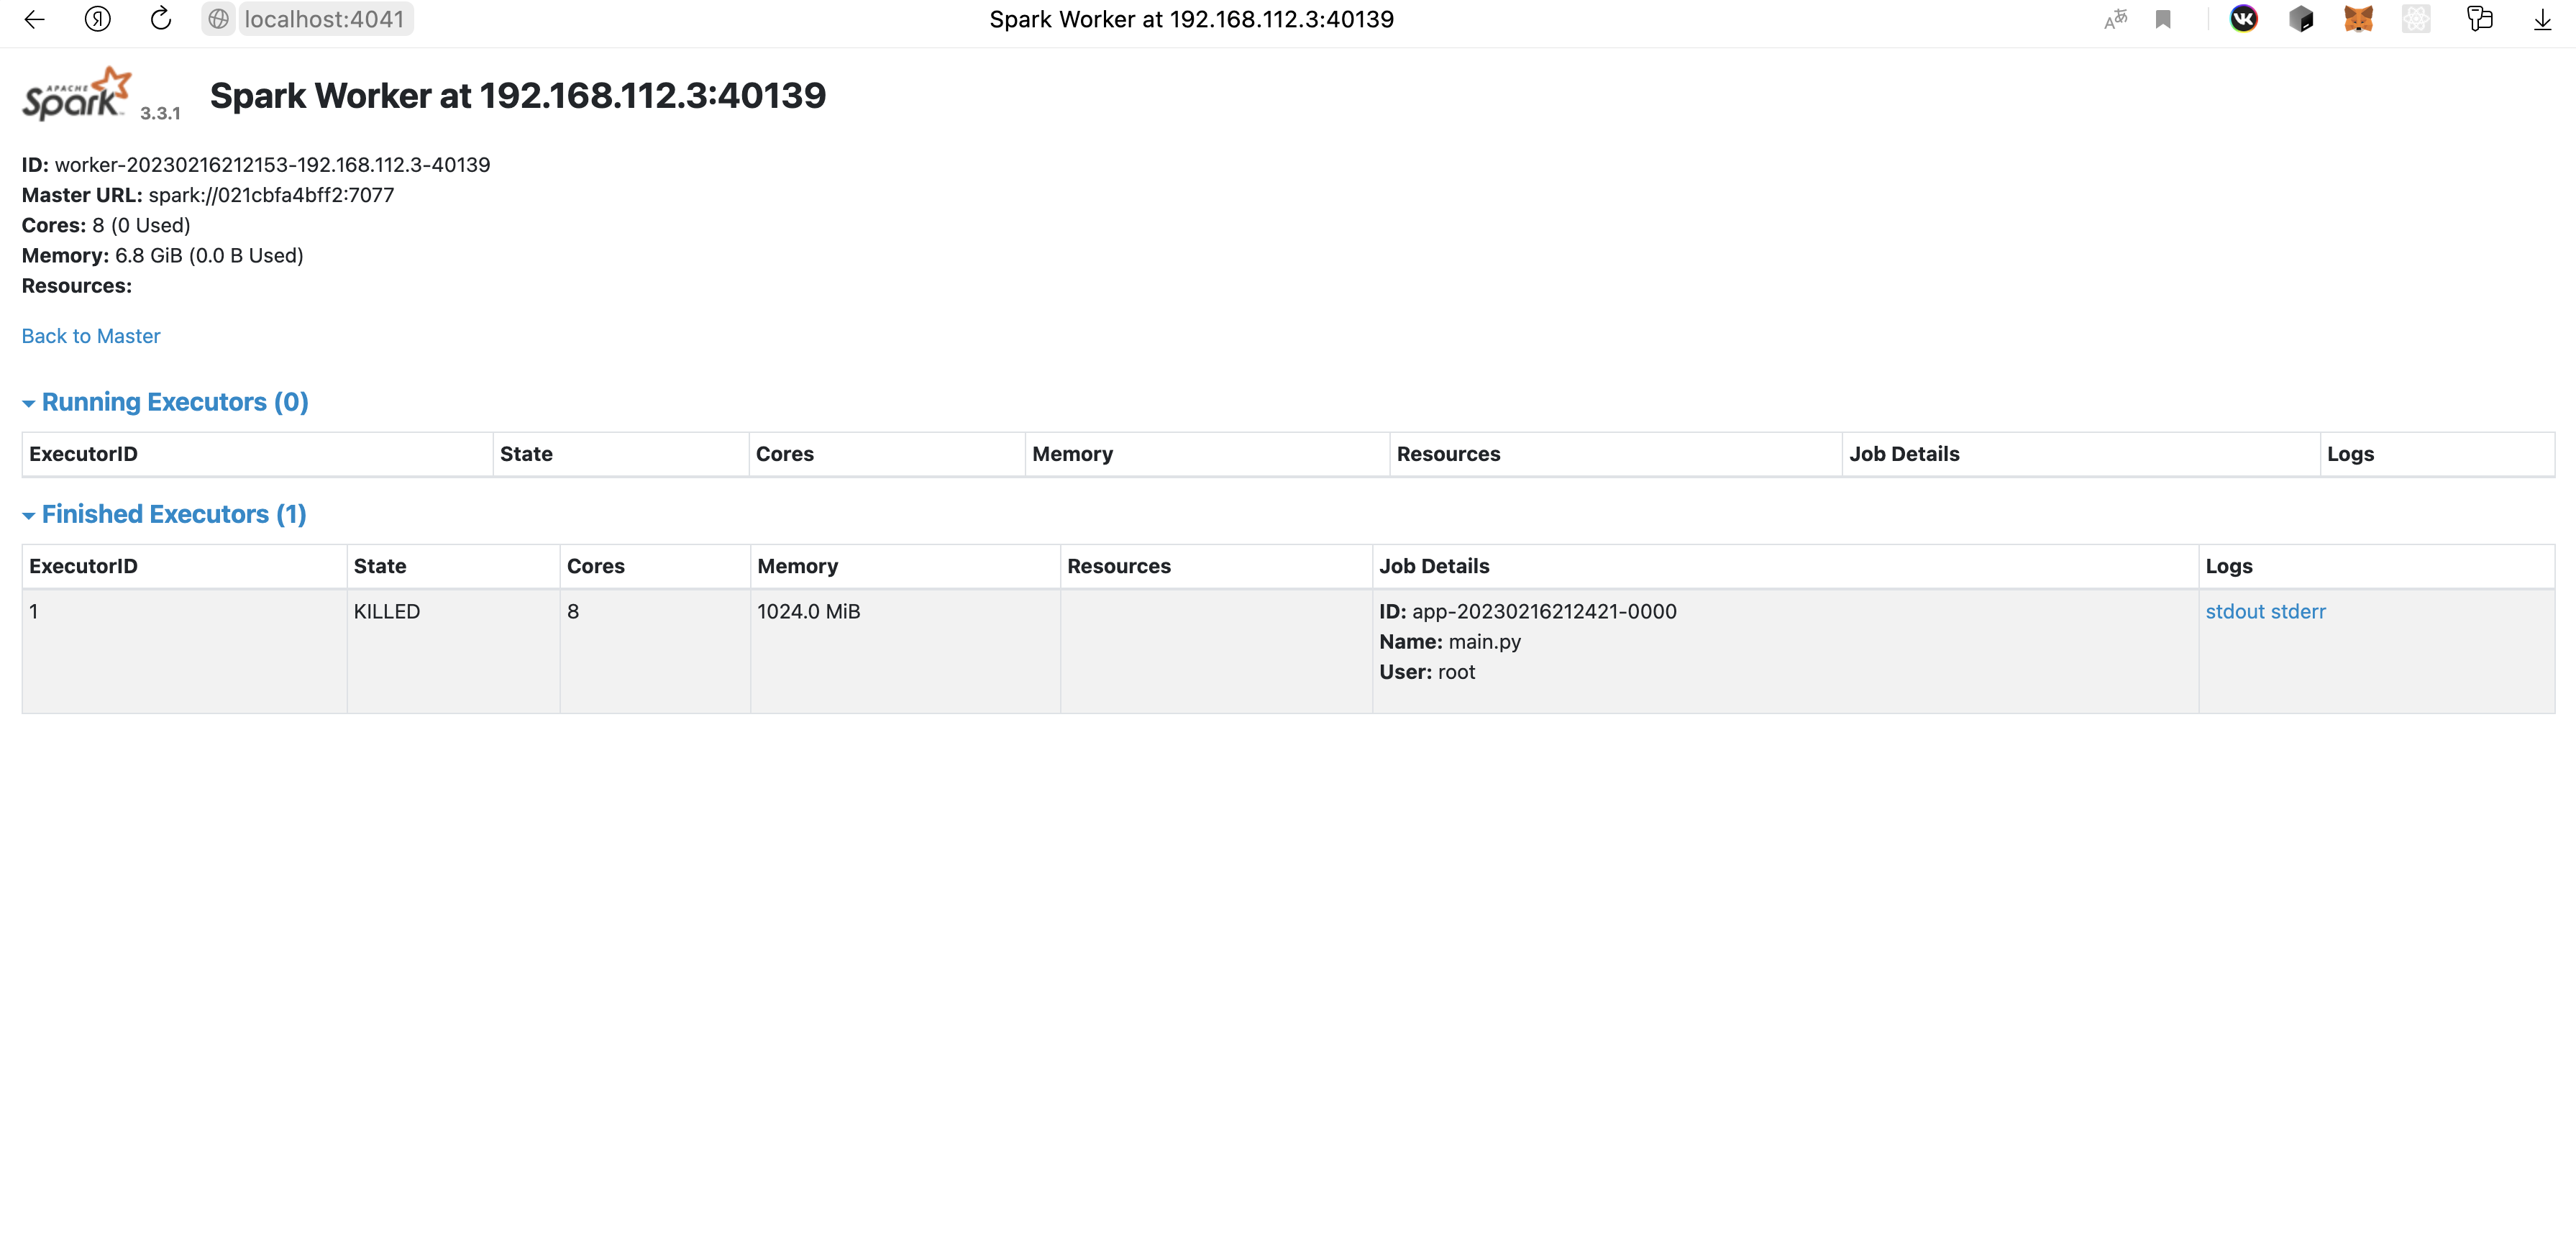 Я
localhost:4041
Spark Worker at 192.168.112.3:40139
A あ
VK
APACHE
Spark™ 3.3.1
Spark Worker at 192.168.112.3:40139
ID: worker-20230216212153-192.168.112.3-40139
Master URL: spark://021cbfa4bff2:7077
Cores: 8 (0 Used)
Memory: 6.8 GiB (0.0 B Used)
Resources:
Back to Master
Running Executors (0)
ExecutorID State Cores Memory Resources Job Details Logs
Finished Executors (1)
ExecutorID State Cores Memory Resources Job Details Logs
1 KILLED 8 1024.0 MiB ID: app-20230216212421-0000 stdout stderr
Name: main.py
User: root